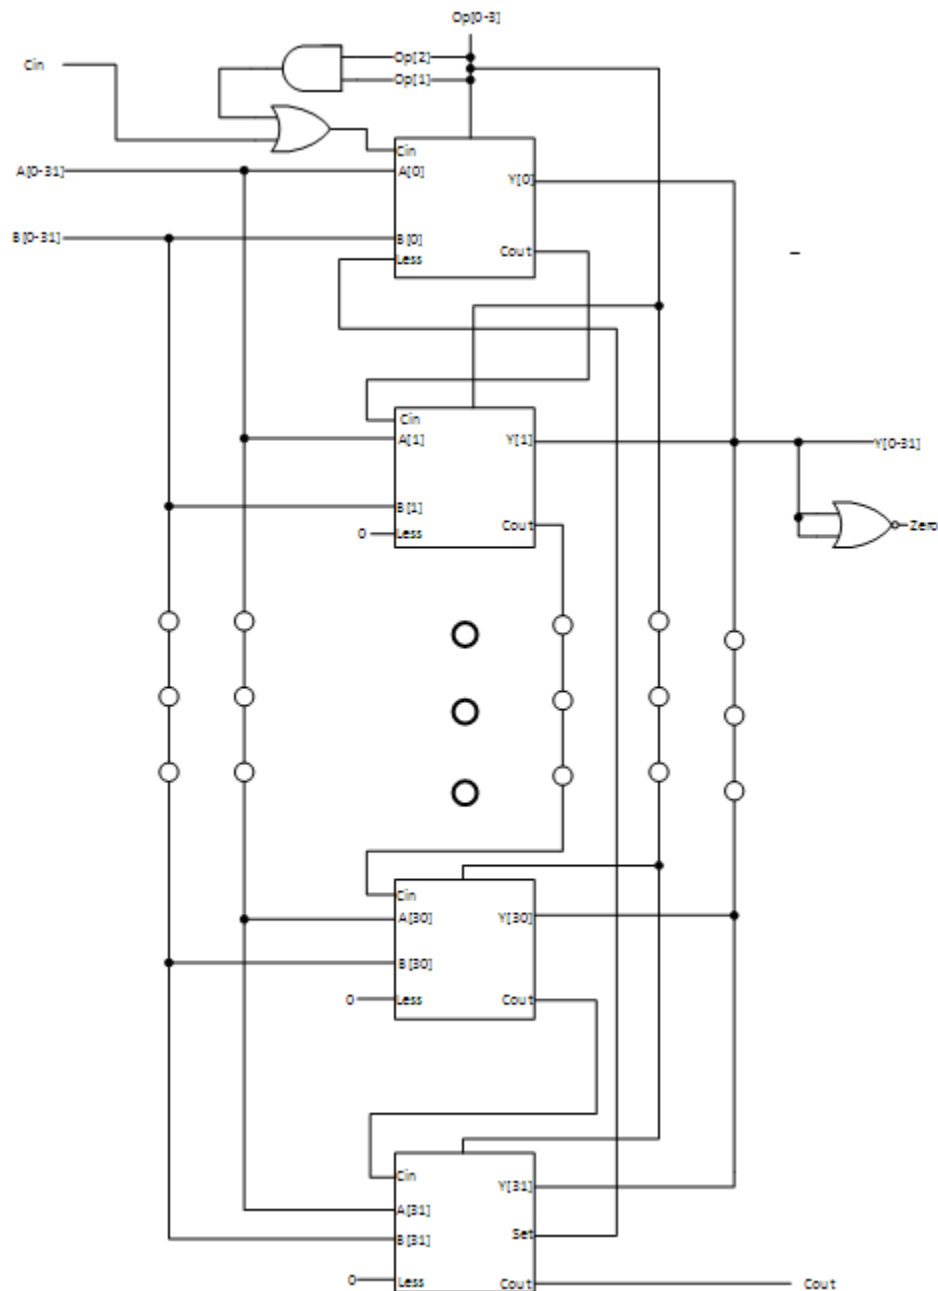 Op[0-3]
Cin
Op[2]
Op[1]
Cin
A[0-31]
A[0]
Y[0]
B[0-31]
B[0]
Cout
Less
Cin
A[1]
Y[1]
Y[0-31]
B[1]
Cout
Zero
0
Less
Cin
A[30]
Y[30]
B[30]
0
Less
Cout
Cin
Y[31]
A[31]
Set
B[31]
0
Less
Cout
Cout